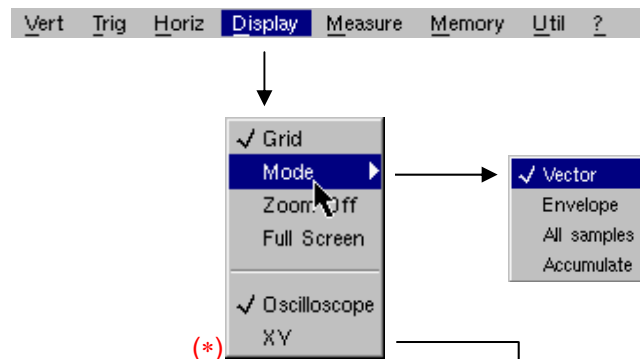 Vert Trig Horiz Display Measure Memory Util ?
✓ Grid
Mode
Zoom Off
Full Screen
✓ Oscilloscope
(*) XY
✓ Vector
Envelope
All samples
Accumulate